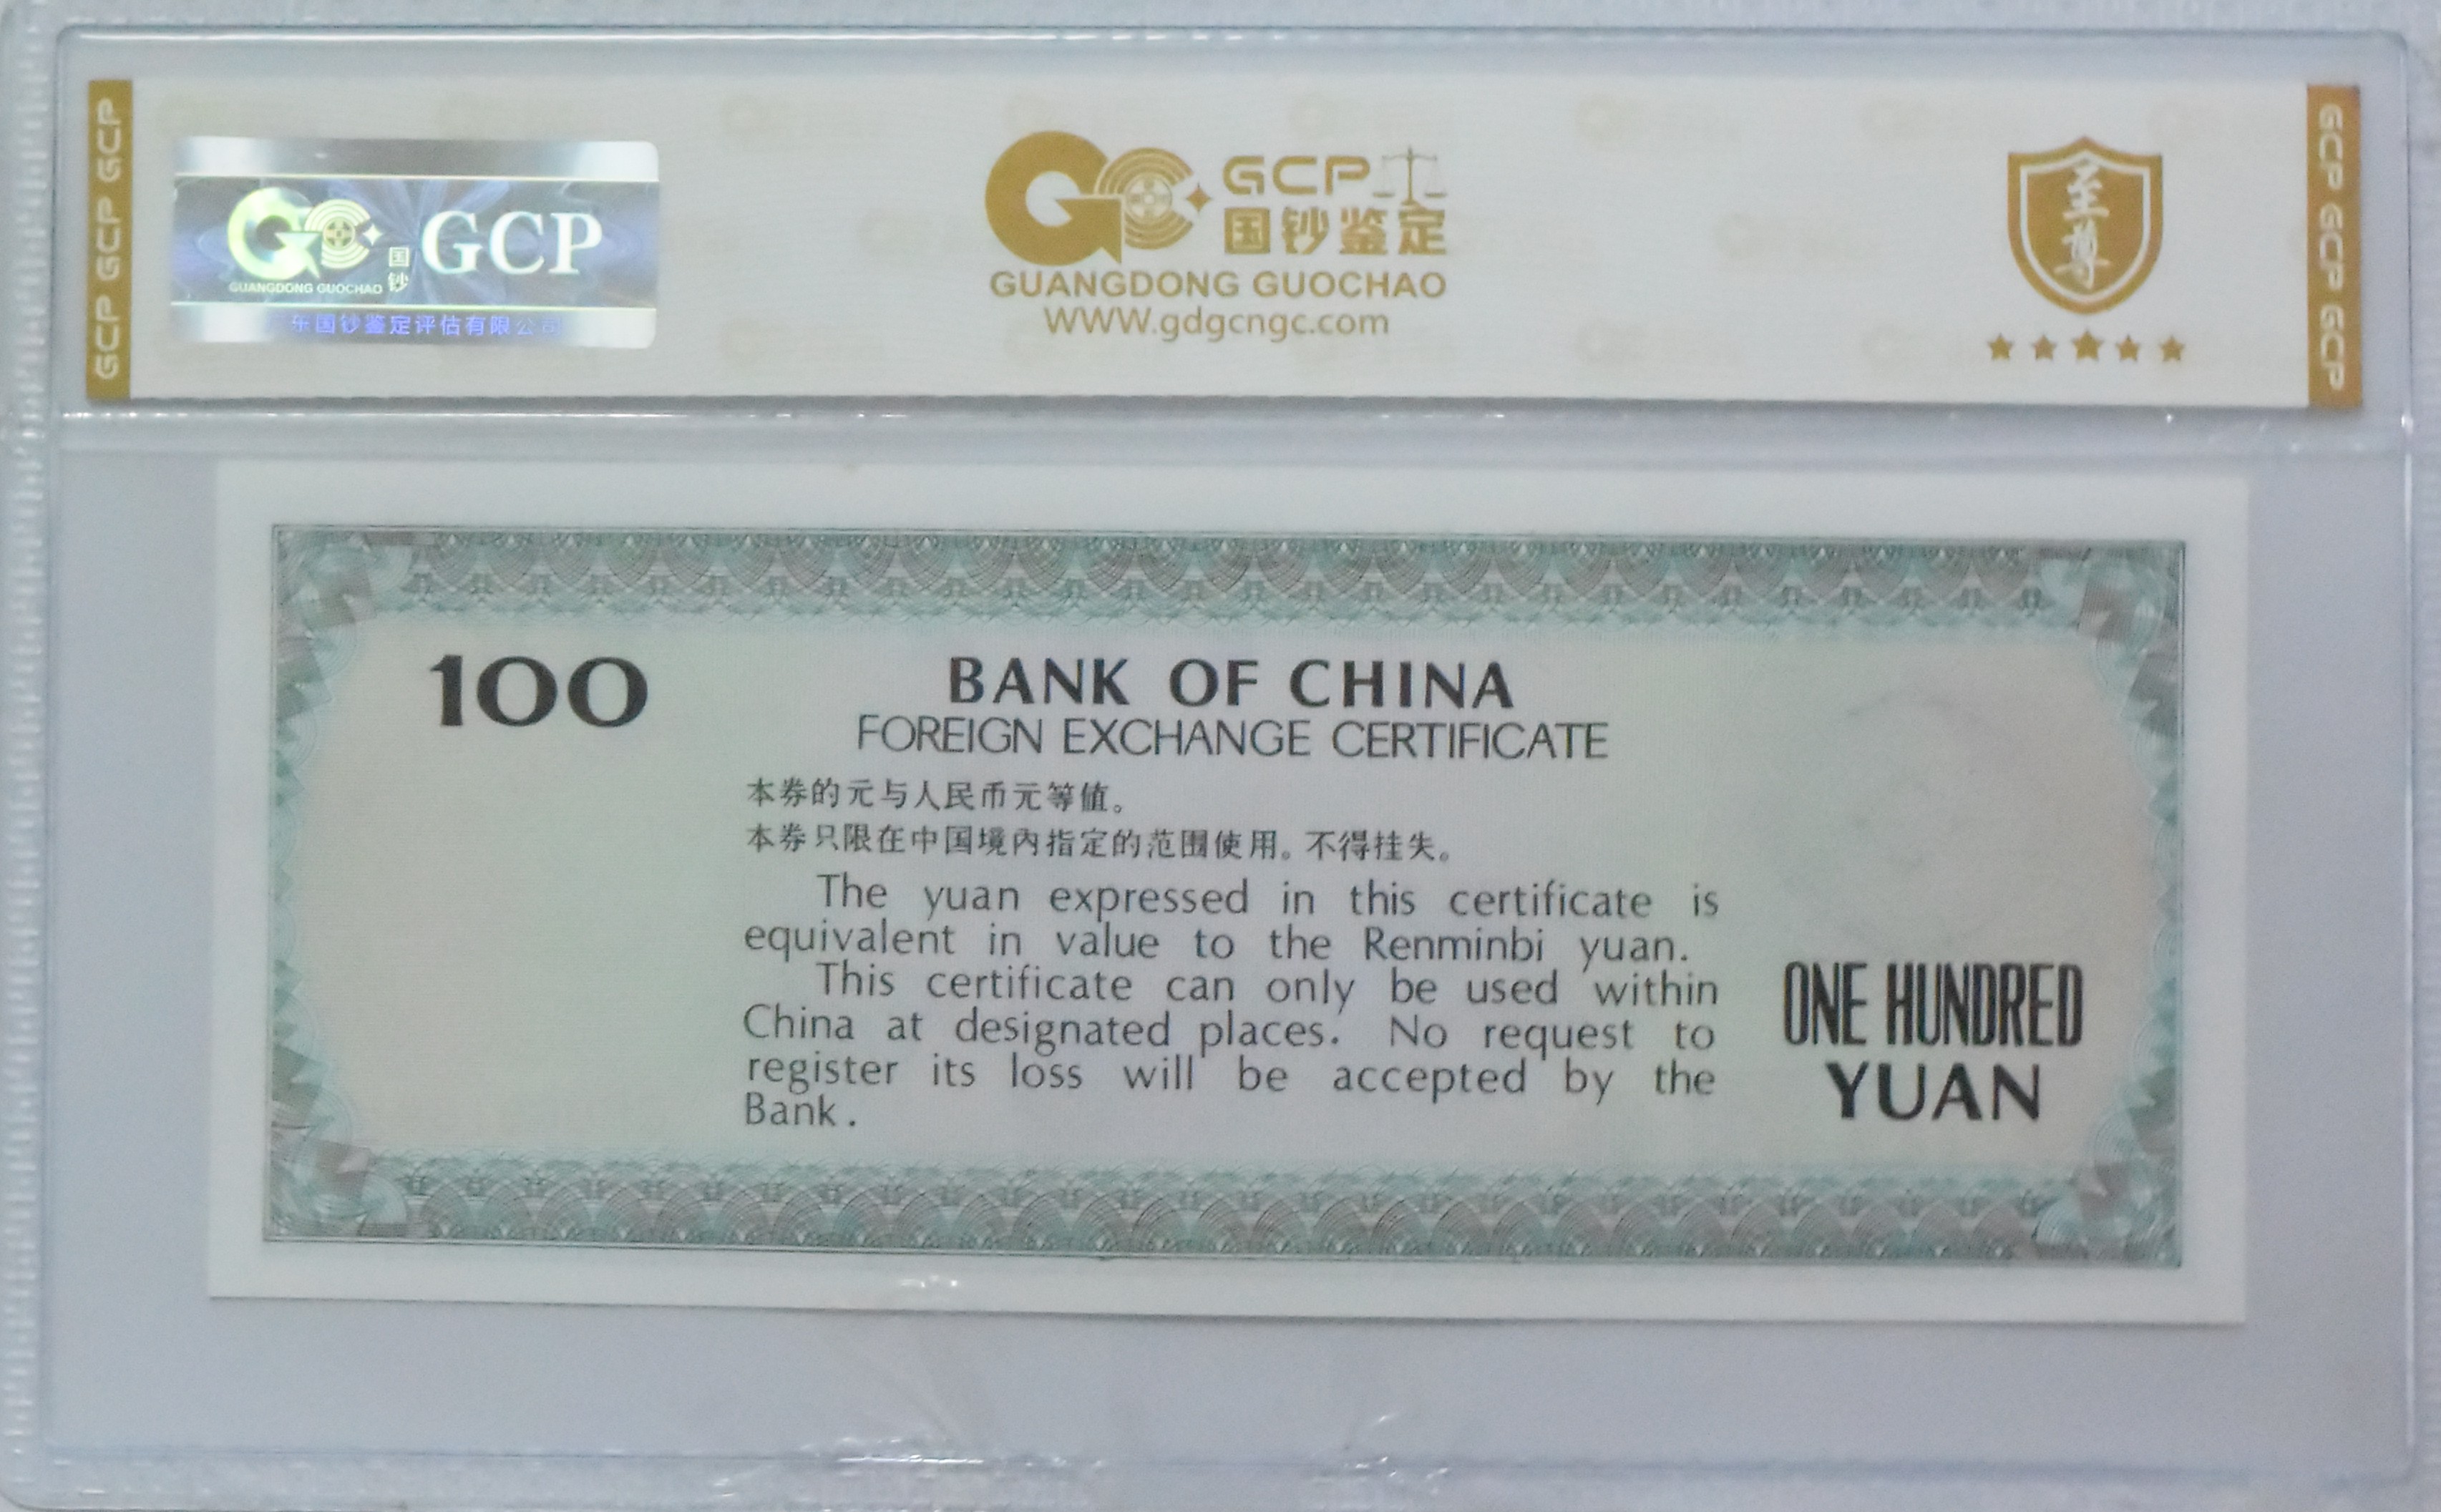 GCP GCP GCP
GCP
国钞
GUANGDONG GUOCHAO
东国钞鉴定评估有限公司
GCP
国钞鉴定
GUANGDONG GUOCHAO
WWW.gdgcngc.com
至尊
GCP GCP GCP
100
BANK OF CHINA
FOREIGN EXCHANGE CERTIFICATE
本券的元与人民币元等值。
本券只限在中国境内指定的范围使用。不得挂失。
The yuan expressed in this certificate is
equivalent in value to the Renminbi yuan.
This certificate can only be used within
China at designated places. No request to
register its loss will be accepted by the
Bank.
ONE HUNDRED
YUAN